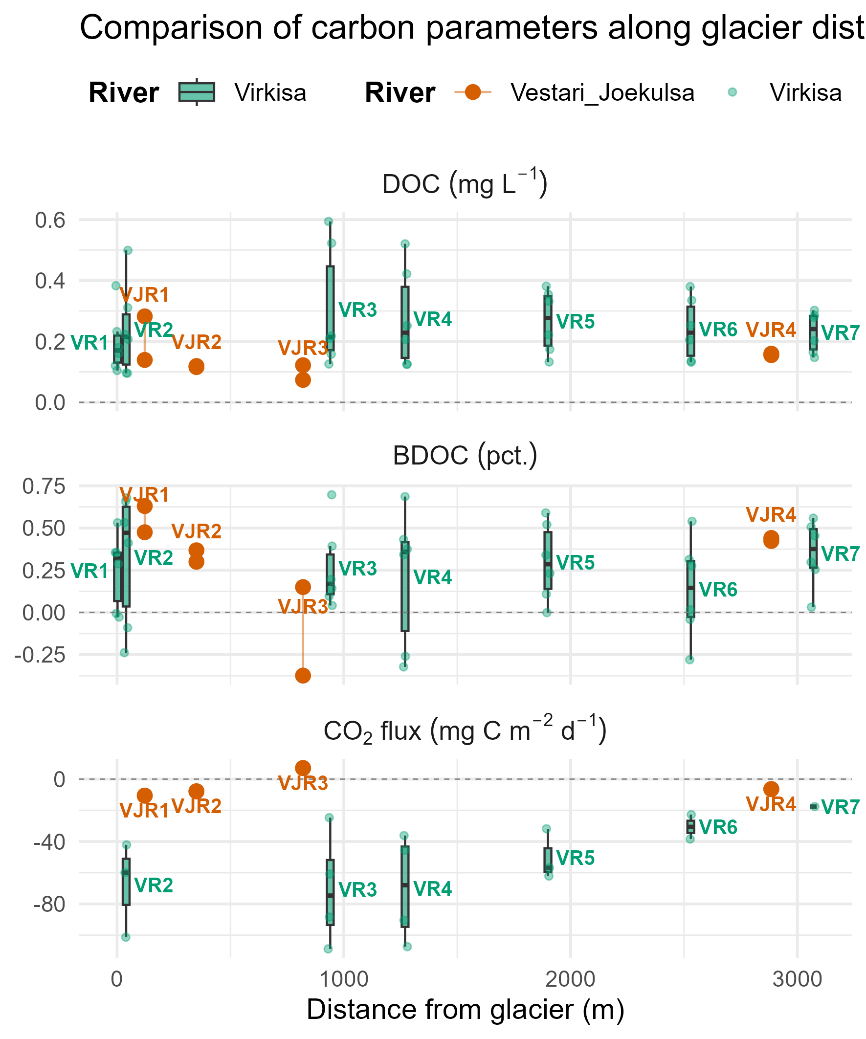 Comparison of carbon parameters along glacier dist
River Virkisa River Vestari_Joekulsa Virkisa
DOC (mg L⁻¹)
0.6
0.4
0.2
0.0
VR1
VJR1
VR2
VJR2
VJR3
VR3
VR4
VR5
VR6
VJR4
VR7
BDOC (pct.)
0.75
0.50
0.25
0.00
-0.25
VR1
VJR1
VR2
VJR2
VJR3
VR3
VR4
VR5
VR6
VJR4
VR7
CO₂ flux (mg C m⁻² d⁻¹)
0
-40
-80
VJR1
VR2
VJR2
VJR3
VR3
VR4
VR5
VR6
VJR4
VR7
0 1000 2000 3000
Distance from glacier (m)